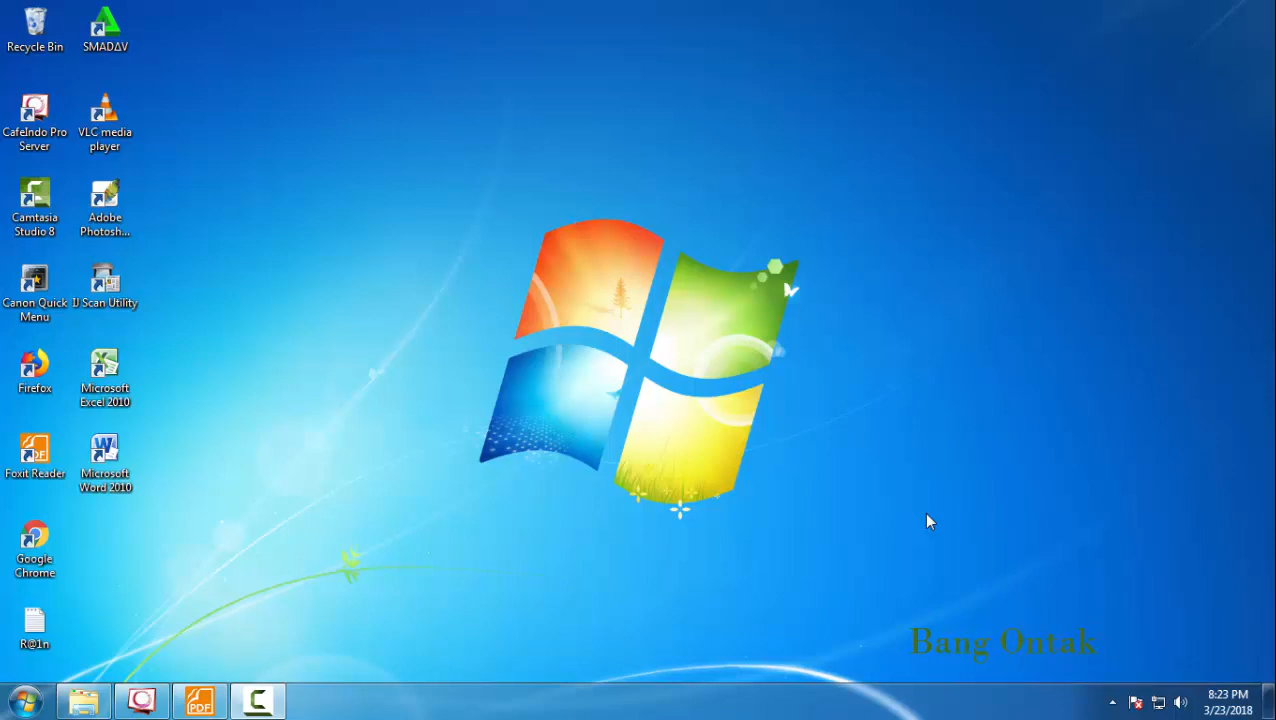 Recycle Bin
SMADΔV
CafeIndo Pro
Server
VLC media
player
Camtasia
Studio 8
Adobe
Photosh...
Canon Quick
Menu
IJ Scan Utility
Firefox
Microsoft
Excel 2010
Foxit Reader
Microsoft
Word 2010
Google
Chrome
R@1n
Bang Ontak
PDF
8:23 PM
3/23/2018